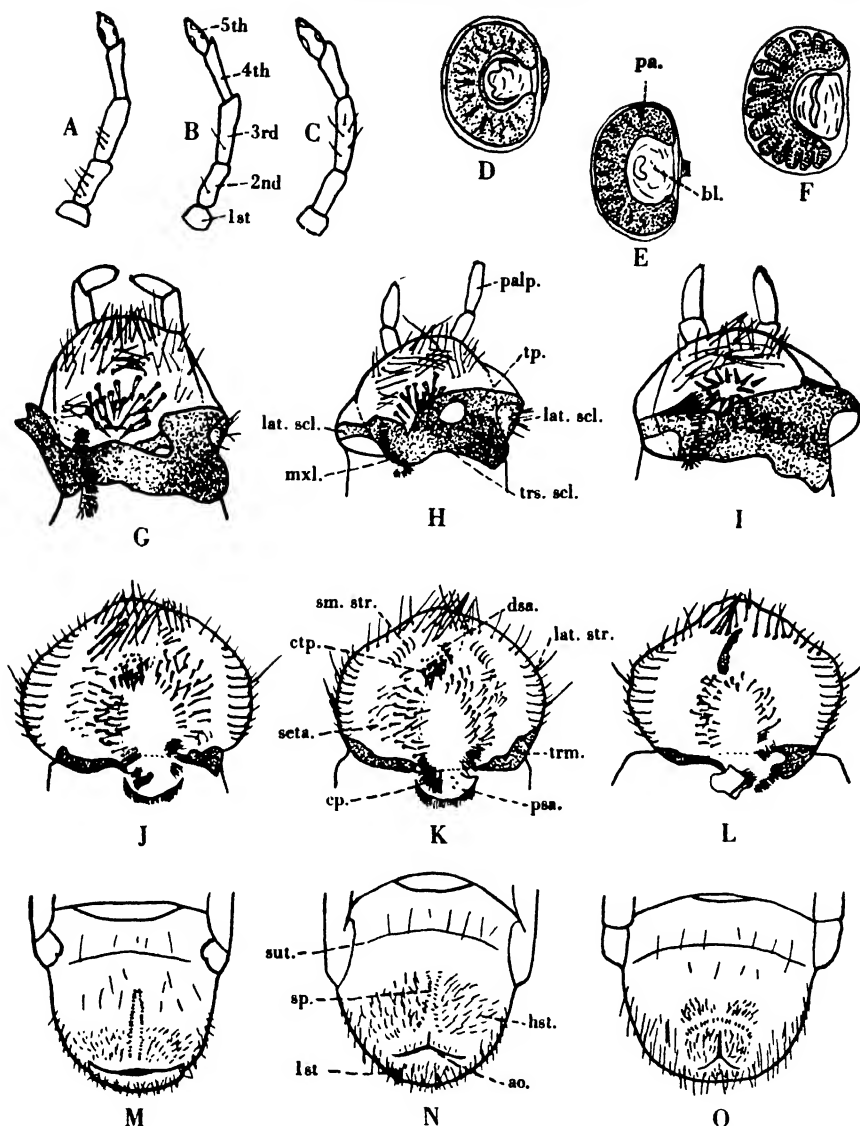 5th
4th
pa.
A
B
3rd
C
2nd
D
bl.
F
1st
E
palp.
tp.
lat. scl.
lat. scl.
mxl.
trs. scl.
G
H
I
sm. str.
dsa.
ctp.
lat. str.
seta.
trm.
cp.
psa.
J
K
L
sut.
sp.
hst.
1st
ao.
M
N
O